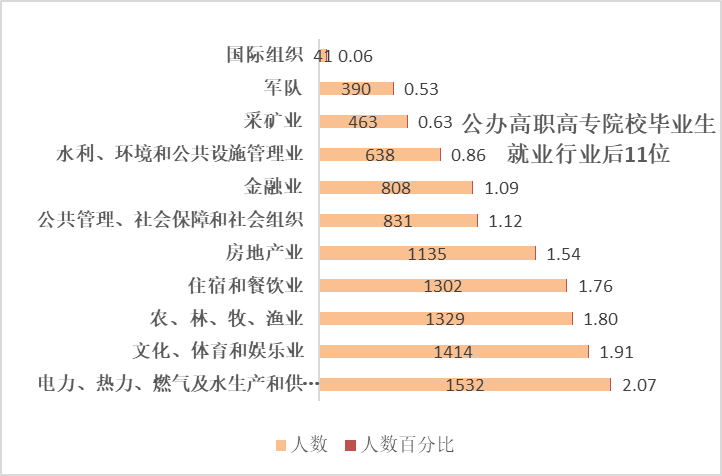 国际组织 41 0.06
军队 390 0.53
采矿业 463 0.63
公办高职高专院校毕业生
就业行业后11位
水利、环境和公共设施管理业 638 0.86
金融业 808 1.09
公共管理、社会保障和社会组织 831 1.12
房地产业 1135 1.54
住宿和餐饮业 1302 1.76
农、林、牧、渔业 1329 1.80
文化、体育和娱乐业 1414 1.91
电力、热力、燃气及水生产和供… 1532 2.07
人数 人数百分比